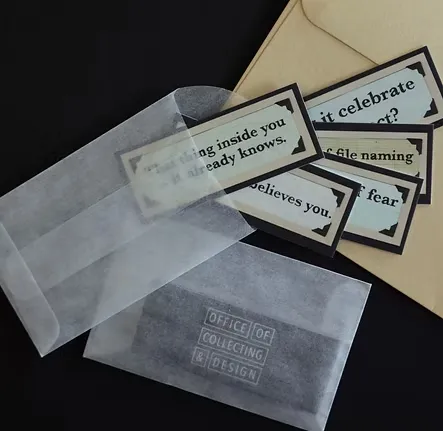 it celebrate
ct?
thing inside you
already knows.
of file naming
believes you.
f fear
OFFICE OF
COLLECTING
& DESIGN